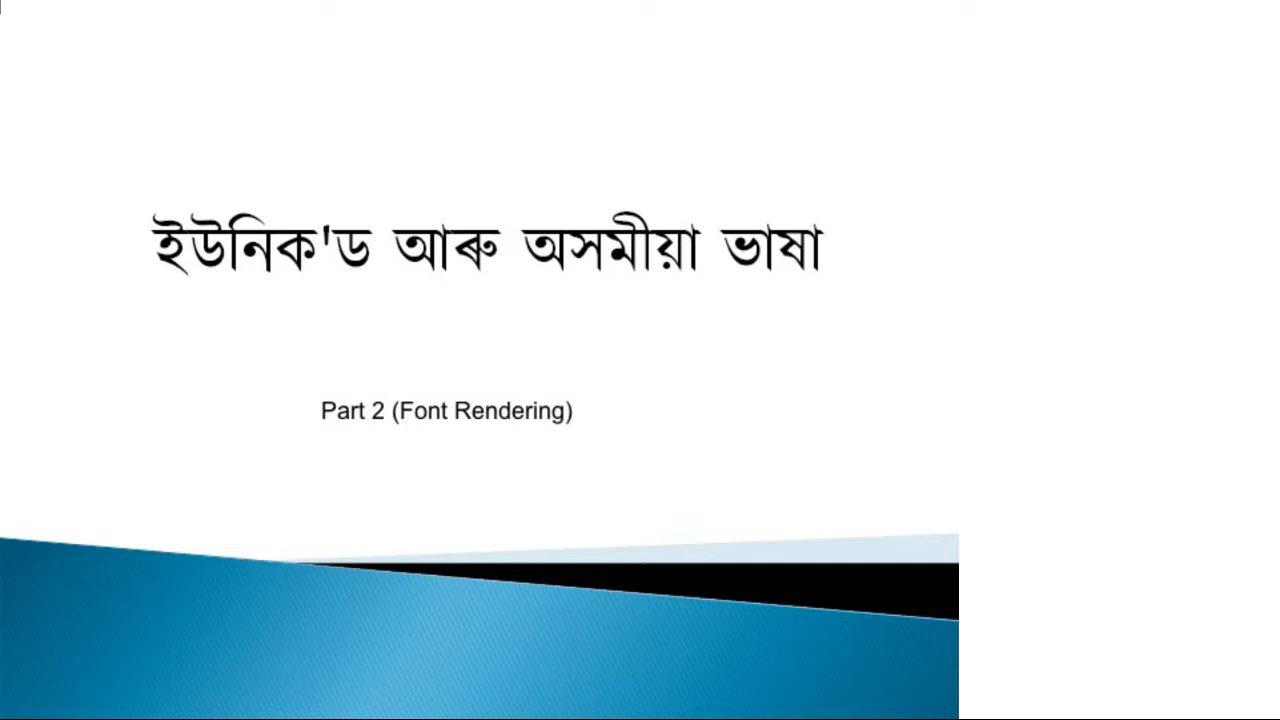 ইউনিক'ড আৰু অসমীয়া ভাষা
Part 2 (Font Rendering)